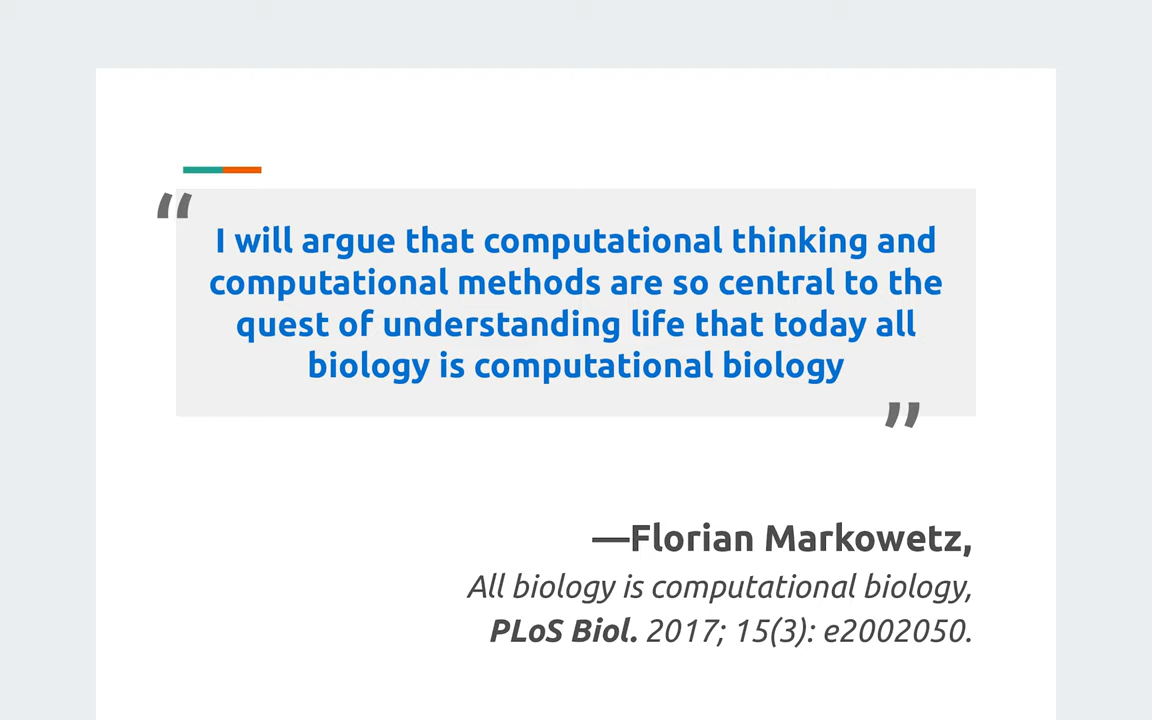 “
I will argue that computational thinking and
computational methods are so central to the
quest of understanding life that today all
biology is computational biology
”
—Florian Markowetz,
All biology is computational biology,
PLoS Biol. 2017; 15(3): e2002050.